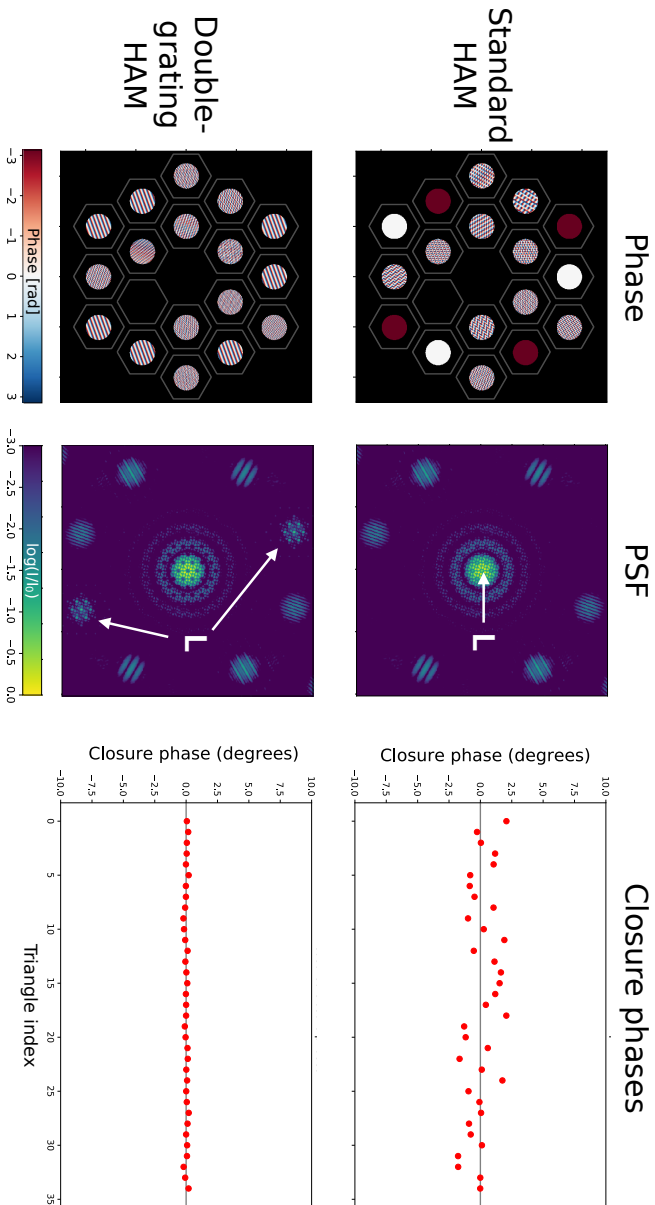 Phase
PSF
Closure phases
Standard
HAM
L
Closure phase (degrees)
10.0
7.5
5.0
2.5
0.0
−2.5
−5.0
−7.5
−10.0
Double-
grating
HAM
L
Closure phase (degrees)
10.0
7.5
5.0
2.5
0.0
−2.5
−5.0
−7.5
−10.0
0 5 10 15 20 25 30 35
Triangle index
Phase [rad]
−3 −2 −1 0 1 2 3
log(I/I₀)
−3.0 −2.5 −2.0 −1.5 −1.0 −0.5 0.0